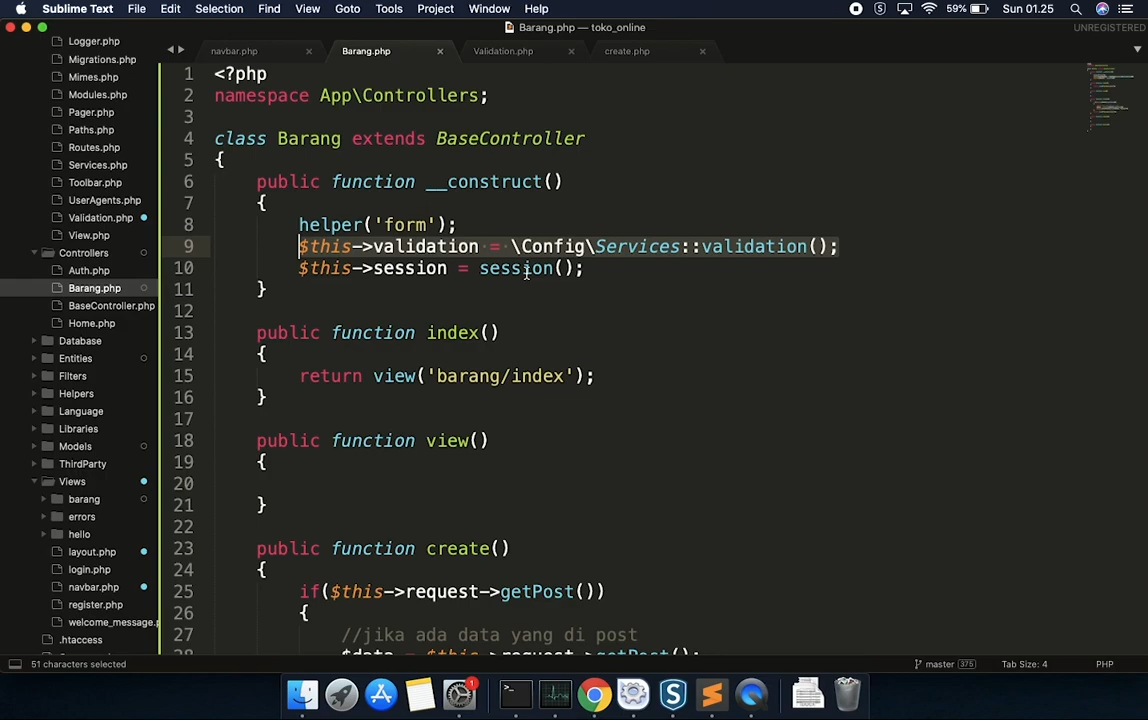 Sublime Text File Edit Selection Find View Goto Tools Project Window Help 59% Sun 01.25
Barang.php — toko_online UNREGISTERED
navbar.php Barang.php Validation.php create.php
Logger.php
Migrations.php
Mimes.php
Modules.php
Pager.php
Paths.php
Routes.php
Services.php
Toolbar.php
UserAgents.php
Validation.php
View.php
Controllers
Auth.php
Barang.php
BaseController.php
Home.php
Database
Entities
Filters
Helpers
Language
Libraries
Models
ThirdParty
Views
barang
errors
hello
layout.php
login.php
navbar.php
register.php
welcome_message.p
.htaccess
1 <?php
2 namespace App\Controllers;
3
4 class Barang extends BaseController
5 {
6 public function __construct()
7 {
8 helper('form');
9 $this->validation = \Config\Services::validation();
10 $this->session = session();
11 }
12
13 public function index()
14 {
15 return view('barang/index');
16 }
17
18 public function view()
19 {
20
21 }
22
23 public function create()
24 {
25 if($this->request->getPost())
26 {
27 //jika ada data yang di post
28 $data = $this->request->getPost();
51 characters selected master 375 Tab Size: 4 PHP
1